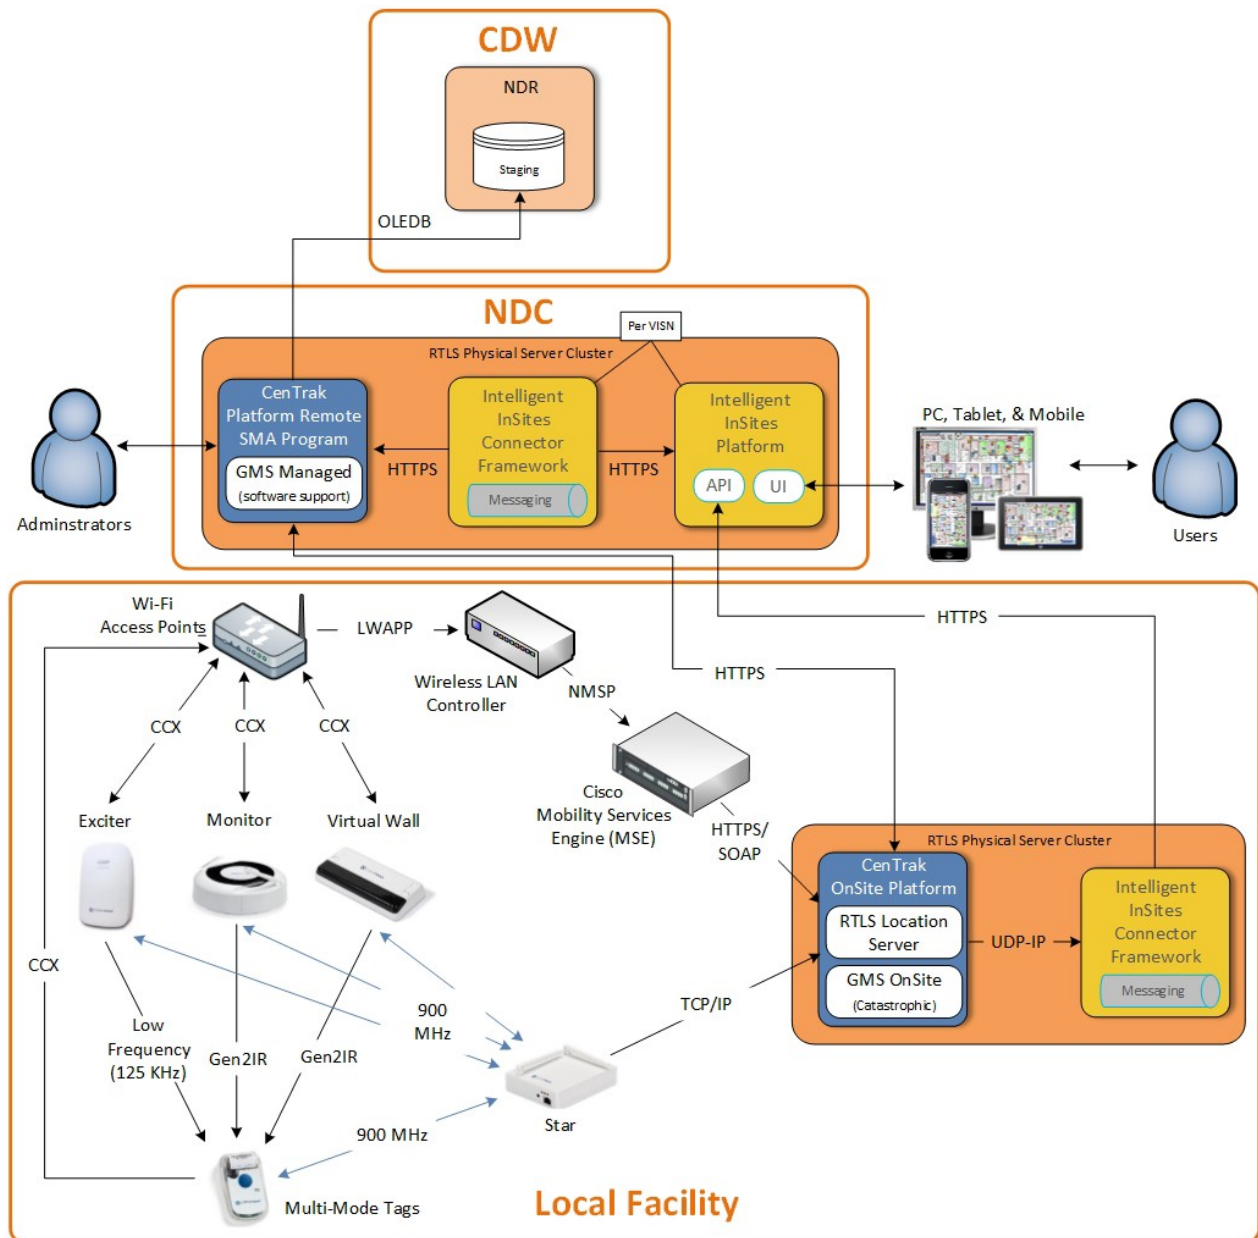 CDW
NDR
Staging
OLEDB
NDC
Per VISN
RTLS Physical Server Cluster
CenTrak
Platform Remote
SMA Program
GMS Managed
(software support)
HTTPS
Intelligent
InSites
Connector
Framework
Messaging
HTTPS
Intelligent
InSites
Platform
API
UI
PC, Tablet, & Mobile
Adminstrators
Users
Wi-Fi
Access Points
LWAPP
Wireless LAN
Controller
NMSP
HTTPS
HTTPS
CCX
CCX
CCX
Cisco
Mobility Services
Engine (MSE)
HTTPS/
SOAP
Exciter
Monitor
Virtual Wall
RTLS Physical Server Cluster
CenTrak
OnSite Platform
RTLS Location
Server
GMS OnSite
(Catastrophic)
UDP-IP
Intelligent
InSites
Connector
Framework
Messaging
CCX
900
MHz
TCP/IP
Low
Frequency
(125 KHz)
Gen2IR
Gen2IR
Star
900 MHz
Multi-Mode Tags
Local Facility